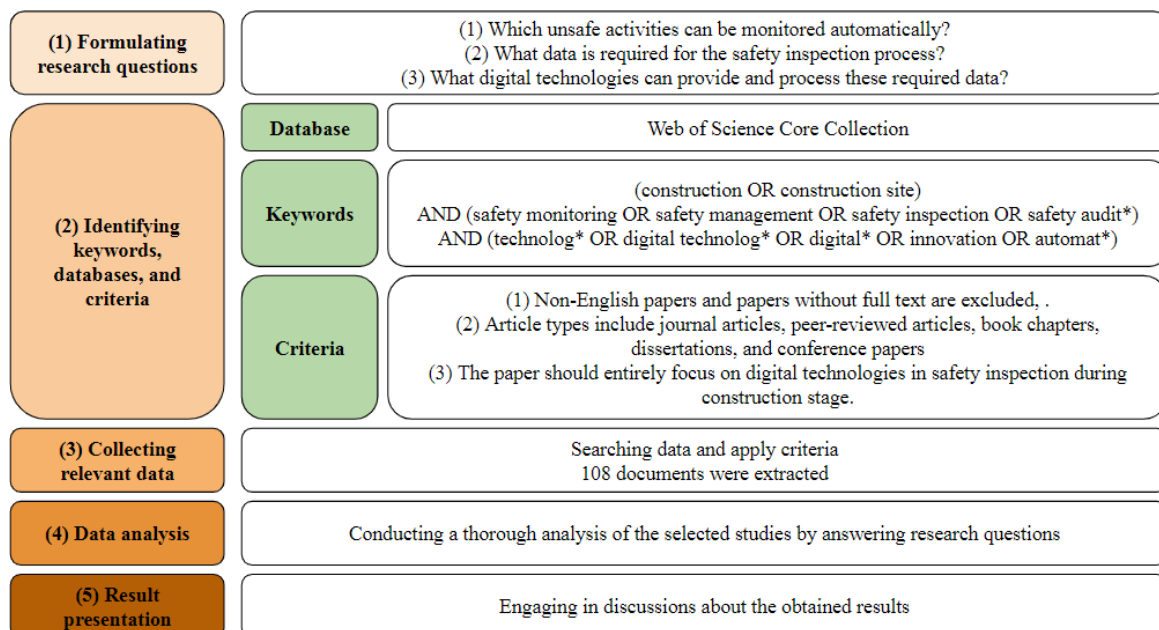 (1) Formulating
research questions
(1) Which unsafe activities can be monitored automatically?
(2) What data is required for the safety inspection process?
(3) What digital technologies can provide and process these required data?
(2) Identifying
keywords,
databases, and
criteria
Database
Web of Science Core Collection
Keywords
(construction OR construction site)
AND (safety monitoring OR safety management OR safety inspection OR safety audit*)
AND (technolog* OR digital technolog* OR digital* OR innovation OR automat*)
Criteria
(1) Non-English papers and papers without full text are excluded, .
(2) Article types include journal articles, peer-reviewed articles, book chapters,
dissertations, and conference papers
(3) The paper should entirely focus on digital technologies in safety inspection during
construction stage.
(3) Collecting
relevant data
Searching data and apply criteria
108 documents were extracted
(4) Data analysis
Conducting a thorough analysis of the selected studies by answering research questions
(5) Result
presentation
Engaging in discussions about the obtained results